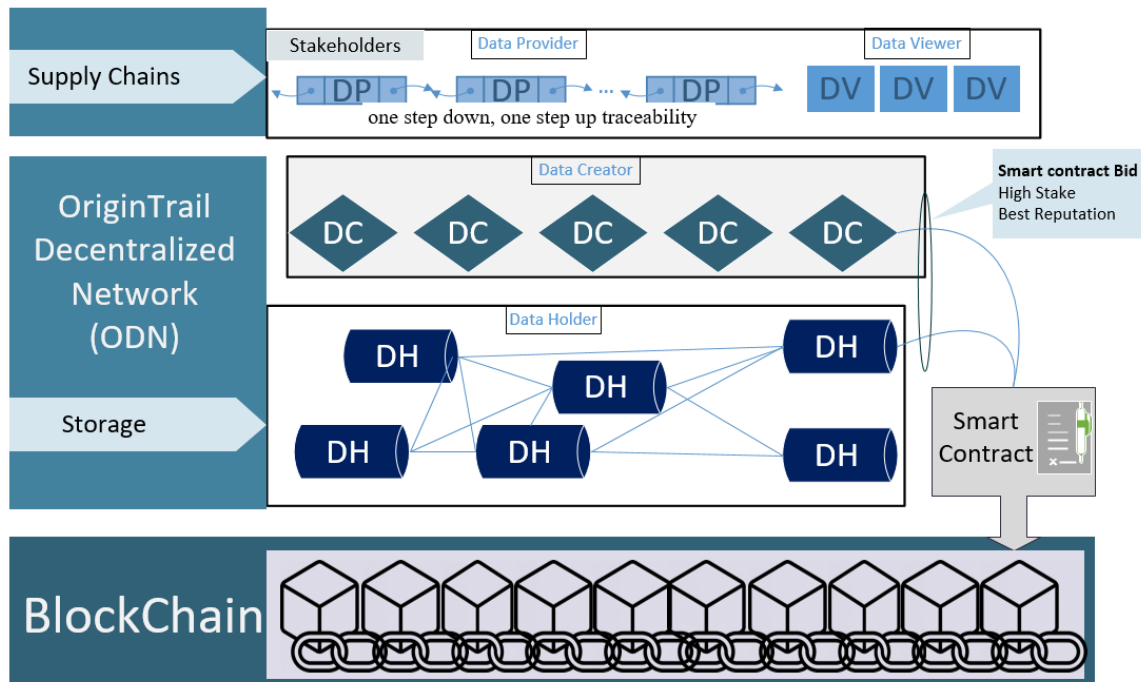 Supply Chains
Stakeholders
Data Provider
Data Viewer
DP DP ... DP
DV DV DV
one step down, one step up traceability
OriginTrail
Decentralized
Network
(ODN)
Data Creator
DC DC DC DC DC
Smart contract Bid
High Stake
Best Reputation
Storage
Data Holder
DH
DH
DH
DH
DH
DH
Smart
Contract
BlockChain